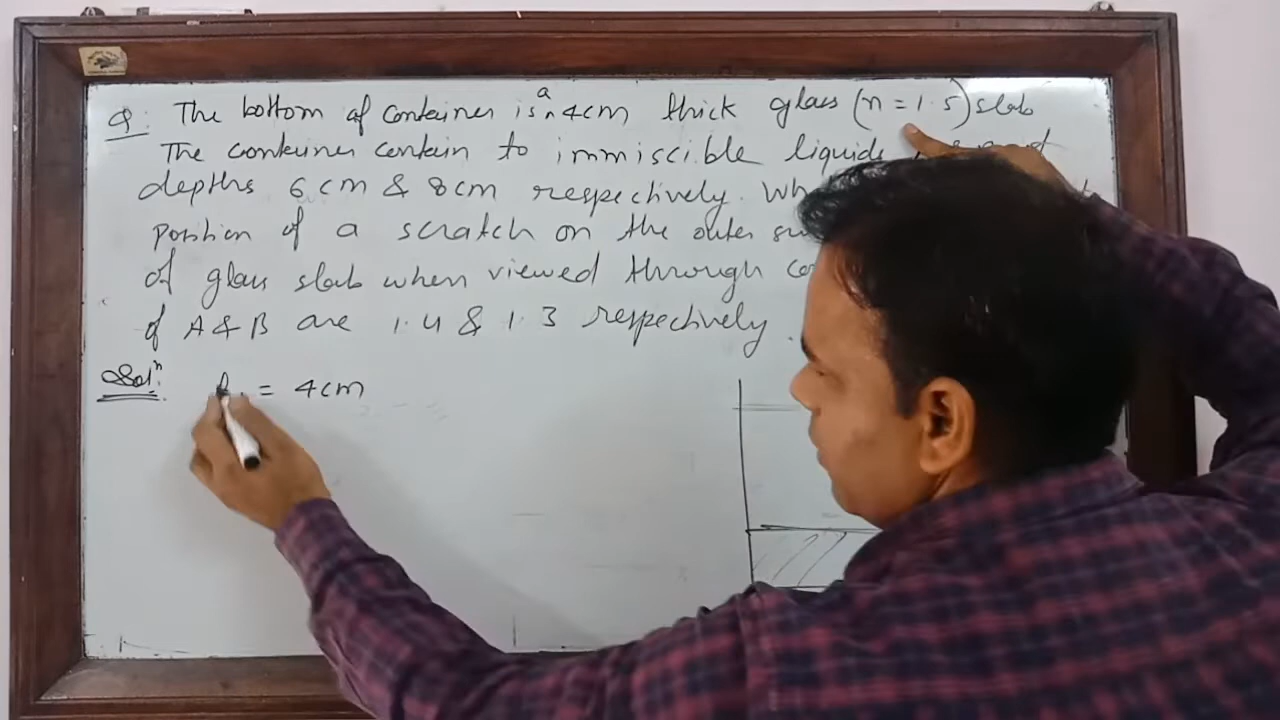 Q: The bottom of container is a 4cm thick glass (n = 1.5) slab
The container contain to immiscible liquids
depths 6 cm & 8cm respectively.
position of a scratch on the outer
of glass slab when viewed through
of A & B are 1.4 & 1.3 respectively.
Solⁿ: = 4cm